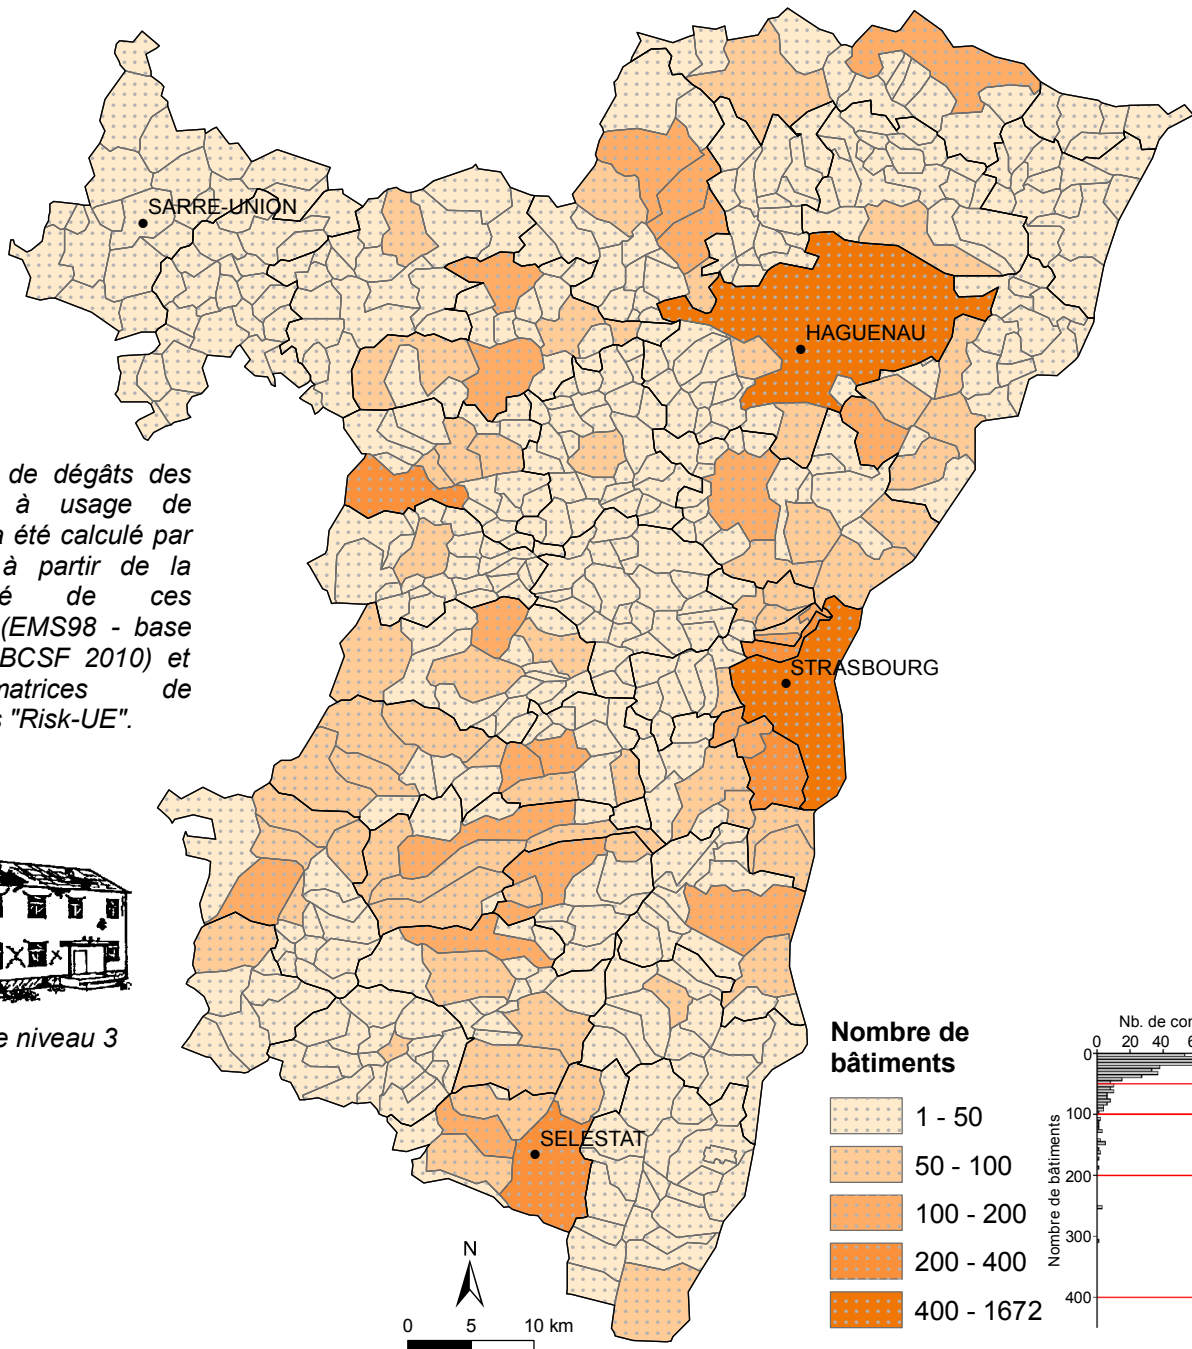 SARRE-UNION
HAGUENAU
de dégâts des
à usage de
a été calculé par
à partir de la
de ces
(EMS98 - base
BCSF 2010) et
de
"Risk-UE".
STRASBOURG
niveau 3
SELESTAT
N
0 5 10 km
Nombre de
bâtiments
1 - 50
50 - 100
100 - 200
200 - 400
400 - 1672
Nb. de
0 20 40
0
100
200
300
400
Nombre de bâtiments